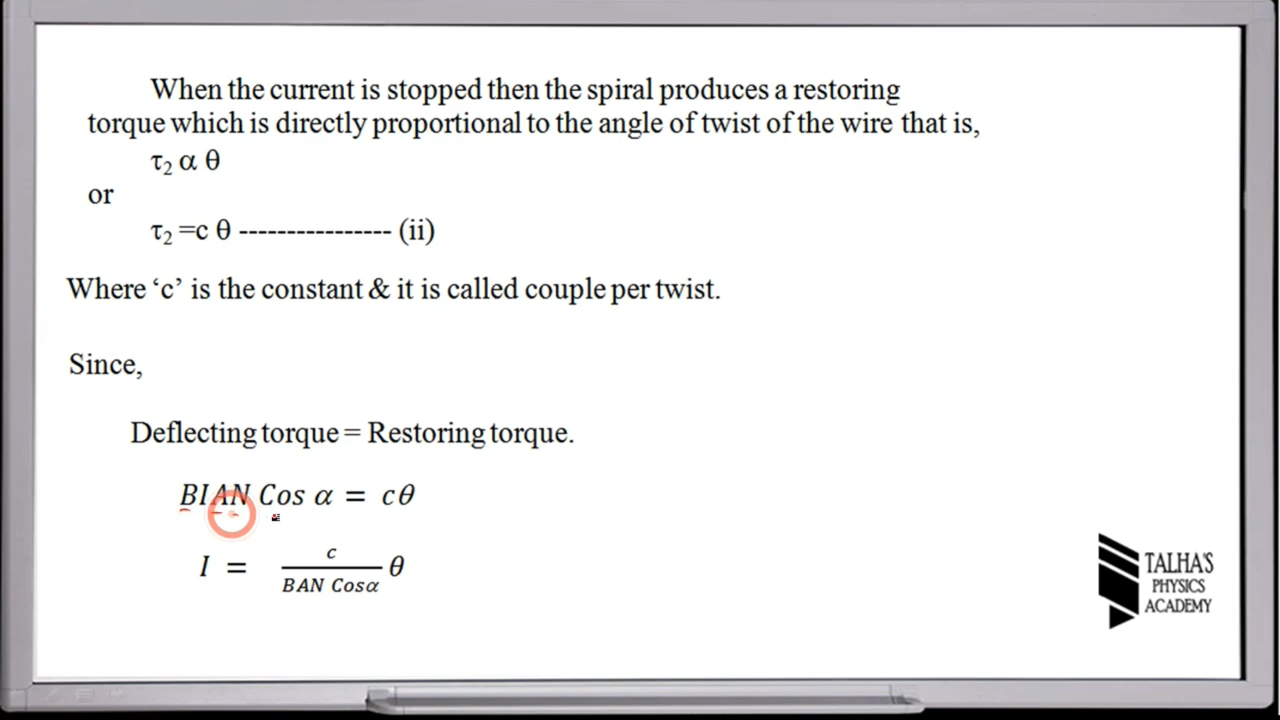 When the current is stopped then the spiral produces a restoring
torque which is directly proportional to the angle of twist of the wire that is,
τ₂ α θ
or
τ₂ =c θ ---------------- (ii)
Where ‘c’ is the constant & it is called couple per twist.
Since,
Deflecting torque = Restoring torque.
BIAN Cos α = cθ
I = c / BAN Cosα θ
TALHA'S
PHYSICS
ACADEMY